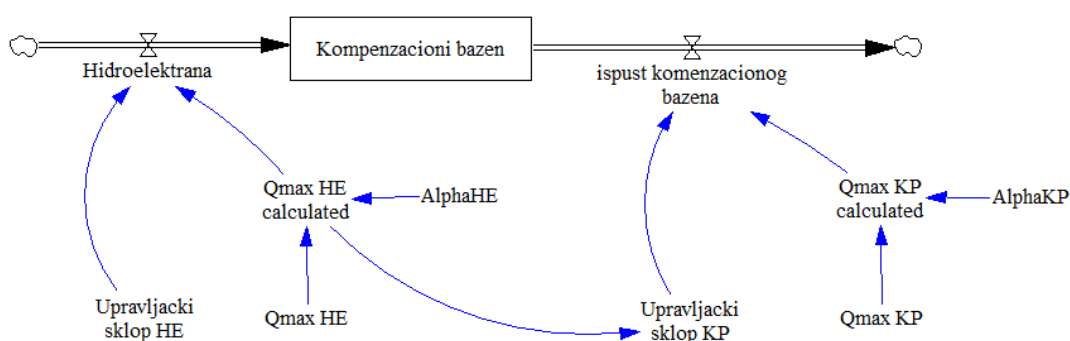 Kompenzacioni bazen
Hidroelektrana
ispust komenzacionog
bazena
Qmax HE
calculated
AlphaHE
Qmax KP
calculated
AlphaKP
Upravljacki
sklop HE
Qmax HE
Upravljacki
sklop KP
Qmax KP